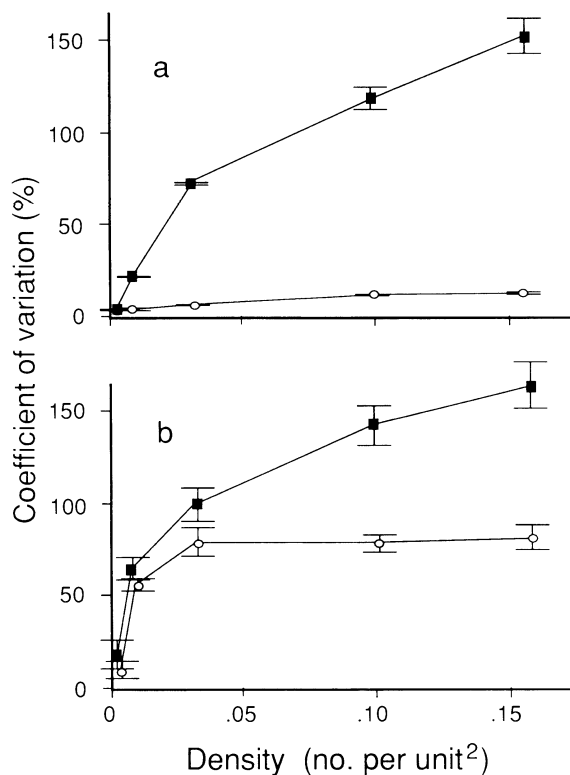 150
a
100
50
0
Coefficient of variation (%)
150
b
100
50
0
0 .05 .10 .15
Density (no. per unit²)